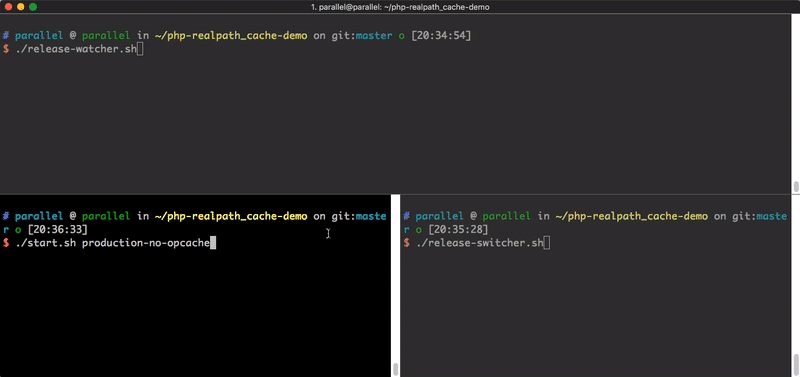 1. parallel@parallel: ~/php-realpath_cache-demo
# parallel @ parallel in ~/php-realpath_cache-demo on git:master o [20:34:54]
$ ./release-watcher.sh
# parallel @ parallel in ~/php-realpath_cache-demo on git:maste
r o [20:36:33]
$ ./start.sh production-no-opcache
# parallel @ parallel in ~/php-realpath_cache-demo on git:maste
r o [20:35:28]
$ ./release-switcher.sh